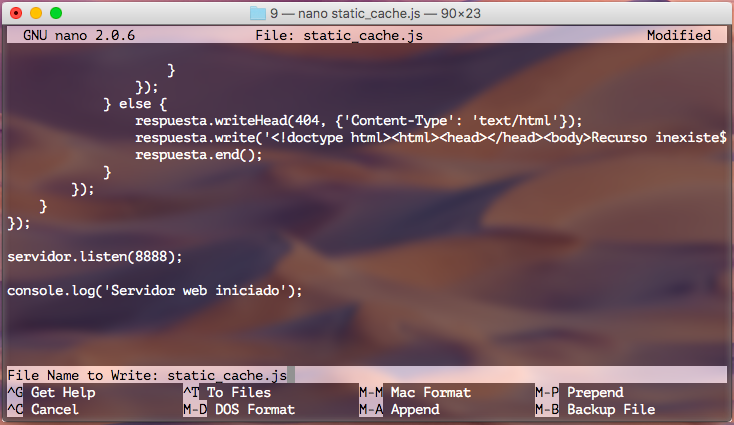 9 — nano static_cache.js — 90×23
GNU nano 2.0.6 File: static_cache.js Modified
}
});
} else {
respuesta.writeHead(404, {'Content-Type': 'text/html'});
respuesta.write('<!doctype html><html><head></head><body>Recurso inexiste$
respuesta.end();
}
});
}
});
servidor.listen(8888);
console.log('Servidor web iniciado');
File Name to Write: static_cache.js
^G Get Help ^T To Files M-M Mac Format M-P Prepend
^C Cancel M-D DOS Format M-A Append M-B Backup File